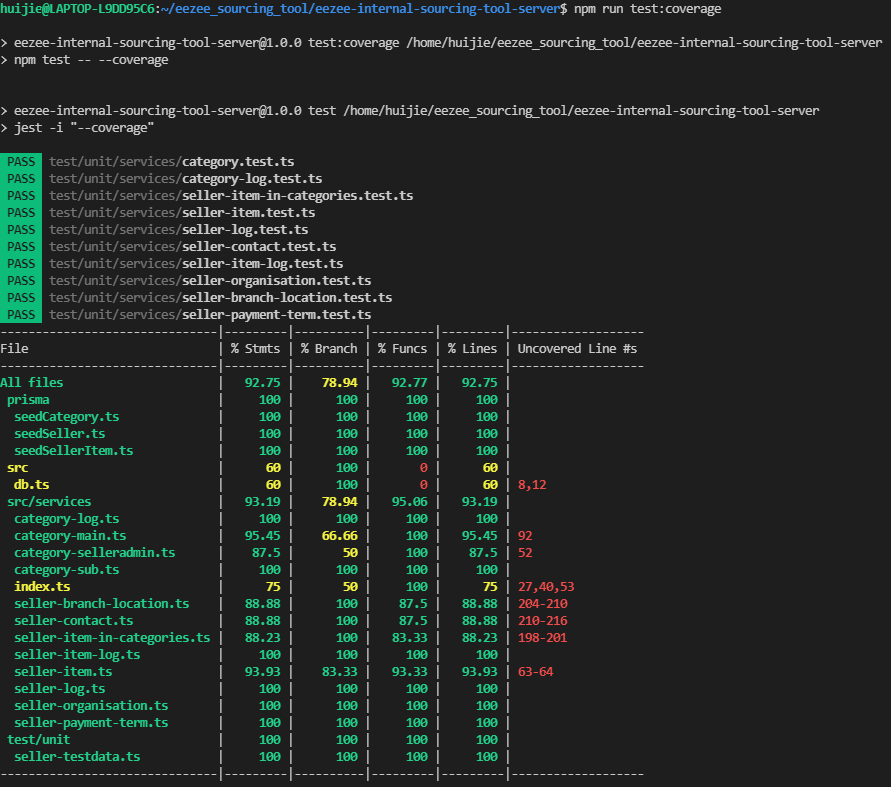 huijie@LAPTOP-L9DD95C6:~/eezee_sourcing_tool/eezee-internal-sourcing-tool-server$ npm run test:coverage
> eezee-internal-sourcing-tool-server@1.0.0 test:coverage /home/huijie/eezee_sourcing_tool/eezee-internal-sourcing-tool-server
> npm test -- --coverage
> eezee-internal-sourcing-tool-server@1.0.0 test /home/huijie/eezee_sourcing_tool/eezee-internal-sourcing-tool-server
> jest -i "--coverage"
PASS test/unit/services/category.test.ts
PASS test/unit/services/category-log.test.ts
PASS test/unit/services/seller-item-in-categories.test.ts
PASS test/unit/services/seller-item.test.ts
PASS test/unit/services/seller-log.test.ts
PASS test/unit/services/seller-contact.test.ts
PASS test/unit/services/seller-item-log.test.ts
PASS test/unit/services/seller-organisation.test.ts
PASS test/unit/services/seller-branch-location.test.ts
PASS test/unit/services/seller-payment-term.test.ts
-------------------------------|---------|----------|---------|---------|-------------------
File | % Stmts | % Branch | % Funcs | % Lines | Uncovered Line #s
-------------------------------|---------|----------|---------|---------|-------------------
All files | 92.75 | 78.94 | 92.77 | 92.75 |
prisma | 100 | 100 | 100 | 100 |
seedCategory.ts | 100 | 100 | 100 | 100 |
seedSeller.ts | 100 | 100 | 100 | 100 |
seedSellerItem.ts | 100 | 100 | 100 | 100 |
src | 60 | 100 | 0 | 60 |
db.ts | 60 | 100 | 0 | 60 | 8,12
src/services | 93.19 | 78.94 | 95.06 | 93.19 |
category-log.ts | 100 | 100 | 100 | 100 |
category-main.ts | 95.45 | 66.66 | 100 | 95.45 | 92
category-selleradmin.ts | 87.5 | 50 | 100 | 87.5 | 52
category-sub.ts | 100 | 100 | 100 | 100 |
index.ts | 75 | 50 | 100 | 75 | 27,40,53
seller-branch-location.ts | 88.88 | 100 | 87.5 | 88.88 | 204-210
seller-contact.ts | 88.88 | 100 | 87.5 | 88.88 | 210-216
seller-item-in-categories.ts | 88.23 | 100 | 83.33 | 88.23 | 198-201
seller-item-log.ts | 100 | 100 | 100 | 100 |
seller-item.ts | 93.93 | 83.33 | 93.33 | 93.93 | 63-64
seller-log.ts | 100 | 100 | 100 | 100 |
seller-organisation.ts | 100 | 100 | 100 | 100 |
seller-payment-term.ts | 100 | 100 | 100 | 100 |
test/unit | 100 | 100 | 100 | 100 |
seller-testdata.ts | 100 | 100 | 100 | 100 |
-------------------------------|---------|----------|---------|---------|-------------------